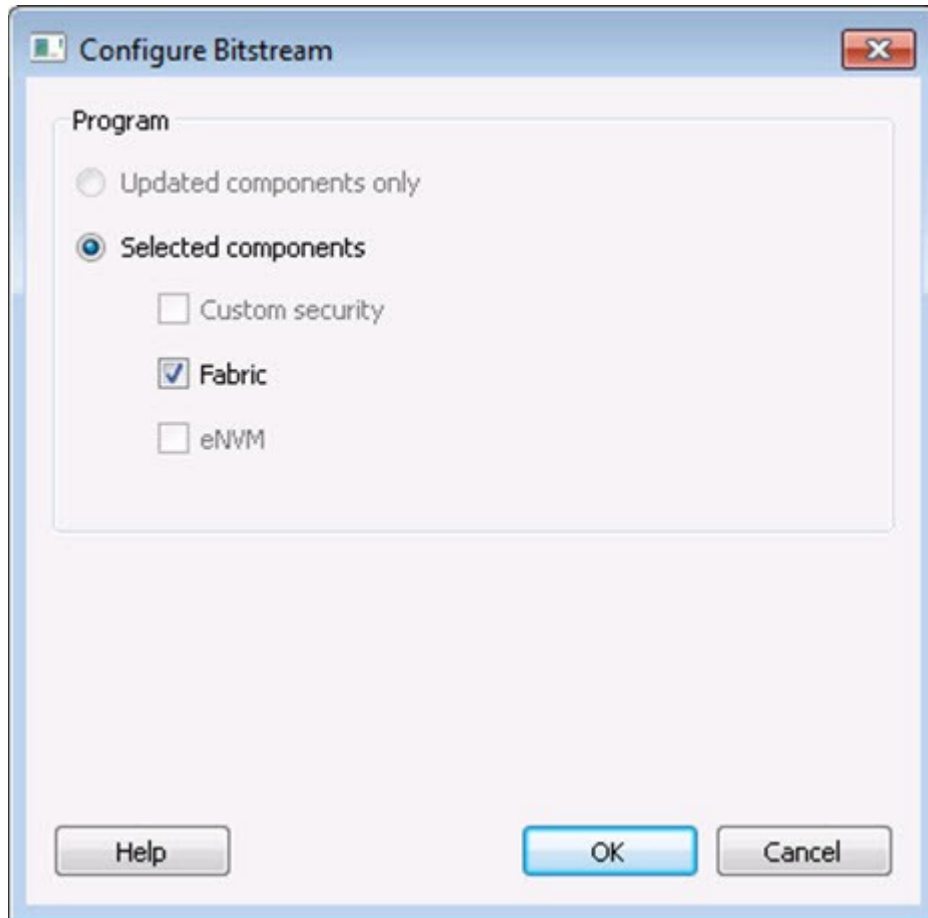 Configure Bitstream
Program
Updated components only
Selected components
Custom security
Fabric
eNVM
Help OK Cancel